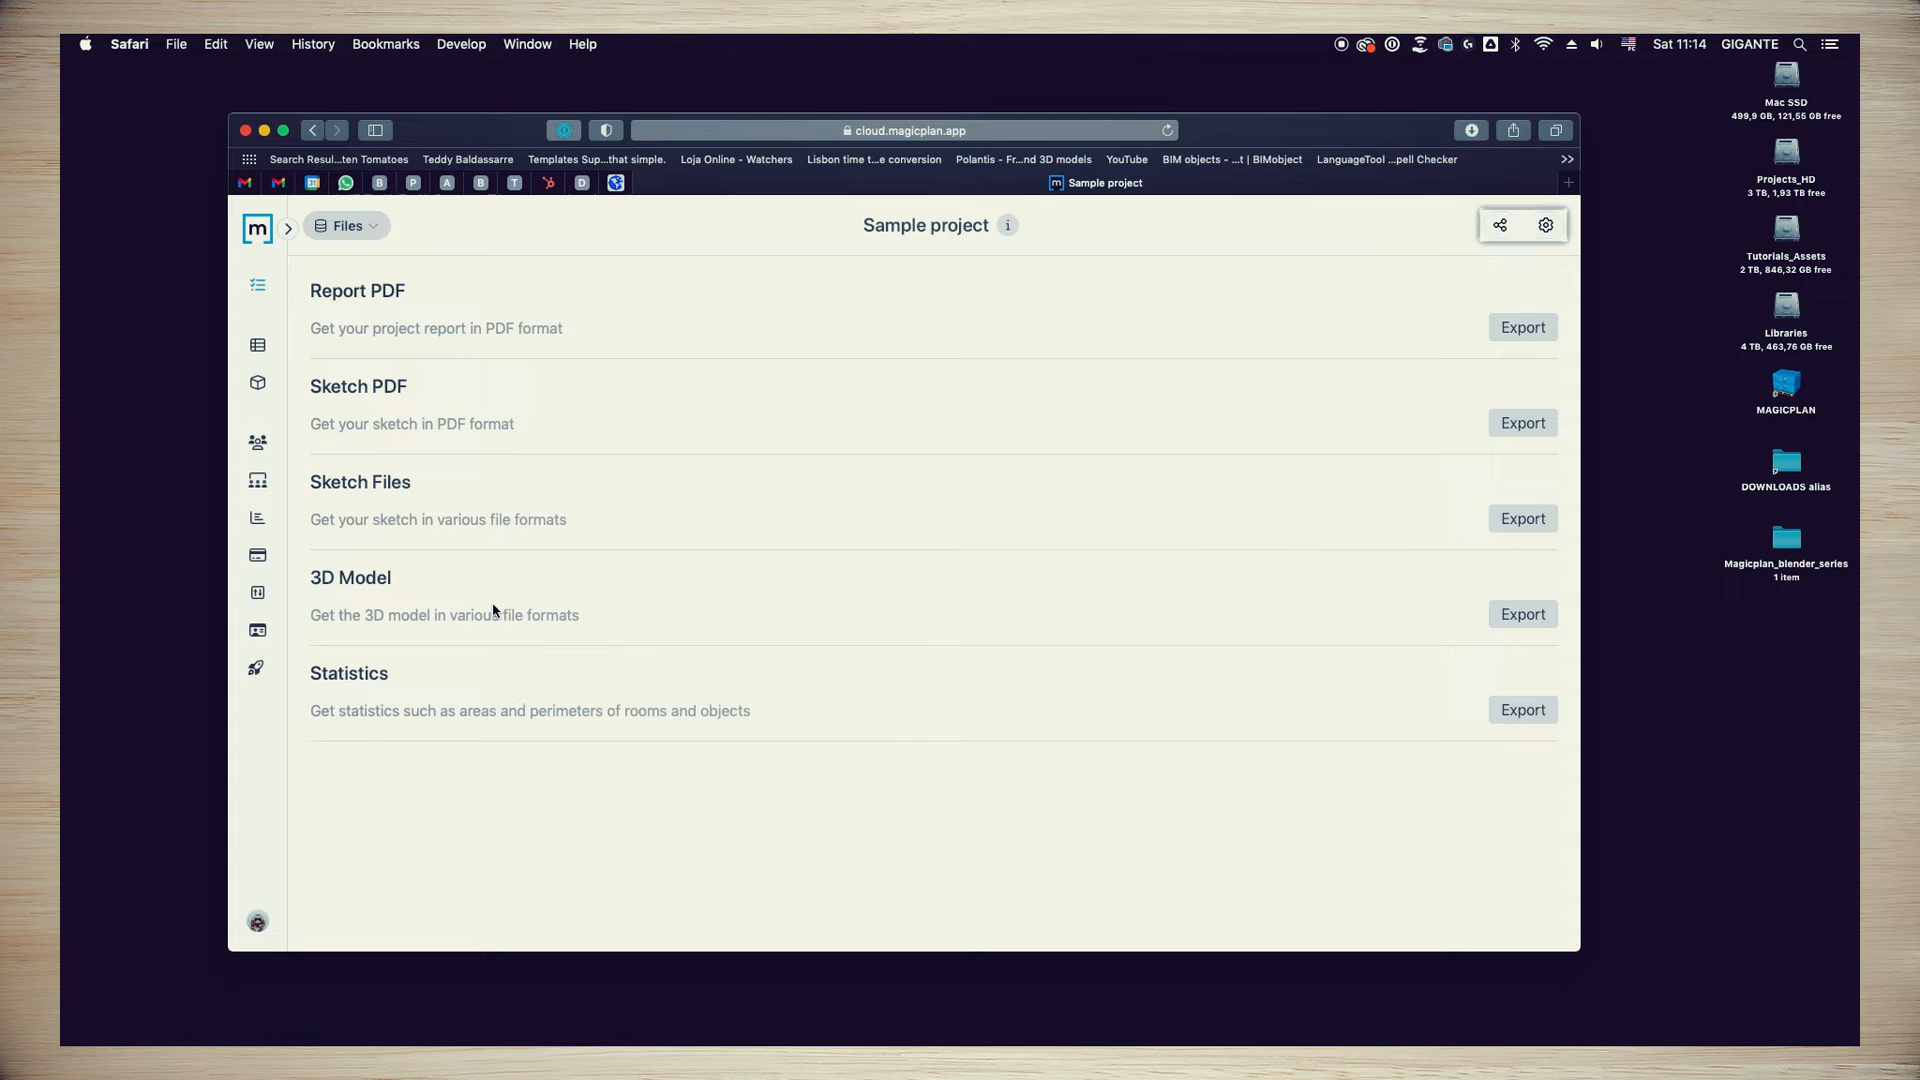 Safari File Edit View History Bookmarks Develop Window Help
Sat 11:14 GIGANTE
Mac SSD
499,9 GB, 121,55 GB free
Projects_HD
3 TB, 1,93 TB free
Tutorials_Assets
2 TB, 846,32 GB free
Libraries
4 TB, 463,76 GB free
MAGICPLAN
DOWNLOADS alias
Magicplan_blender_series
1 item
cloud.magicplan.app
Search Resul...ten Tomatoes Teddy Baldassarre Templates Sup...that simple. Loja Online - Watchers Lisbon time t...e conversion Polantis - Fr...nd 3D models YouTube BIM objects - ...t | BIMobject LanguageTool ...pell Checker
B P A B T D m Sample project
m Files Sample project i
Report PDF
Get your project report in PDF format Export
Sketch PDF
Get your sketch in PDF format Export
Sketch Files
Get your sketch in various file formats Export
3D Model
Get the 3D model in various file formats Export
Statistics
Get statistics such as areas and perimeters of rooms and objects Export